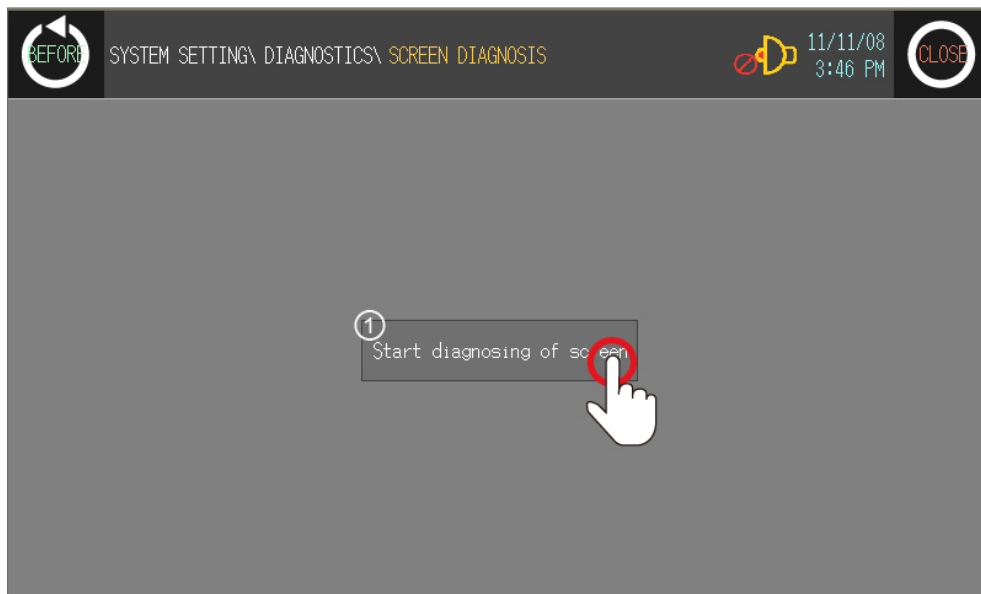 BEFORE
SYSTEM SETTING\ DIAGNOSTICS\ SCREEN DIAGNOSIS
11/11/08
3:46 PM
CLOSE
1
Start diagnosing of screen